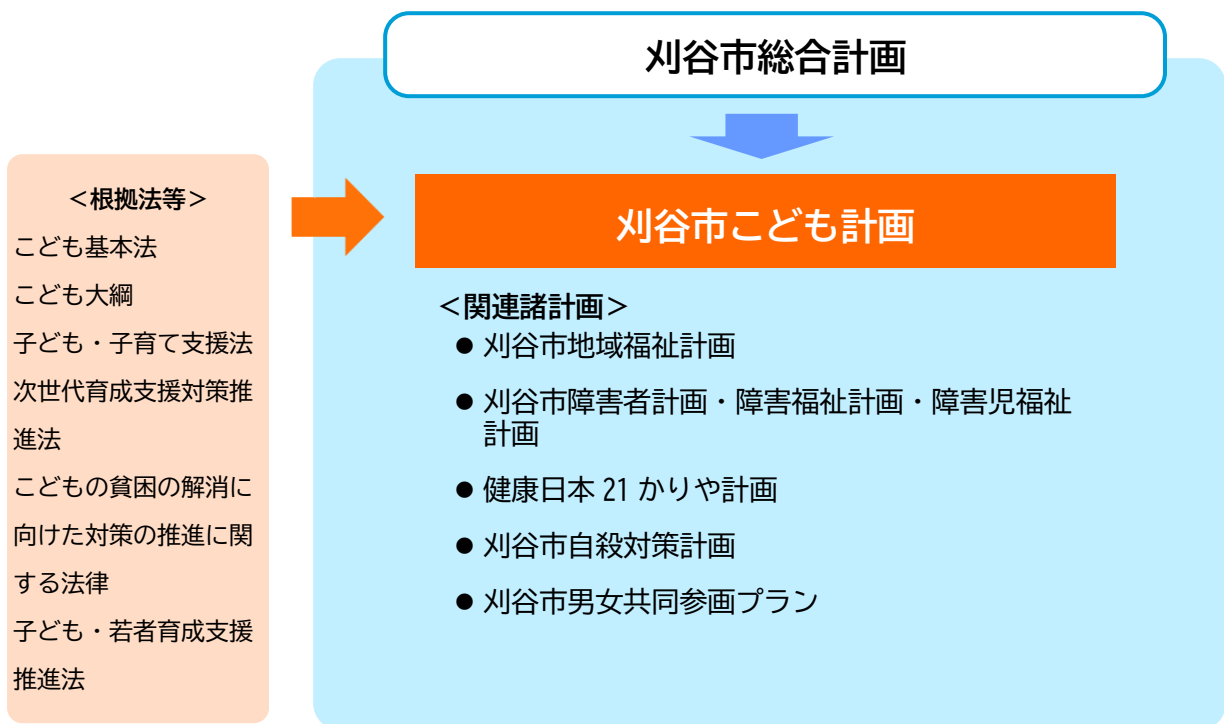 刈谷市総合計画
<根拠法等>
こども基本法
こども大綱
子ども・子育て支援法
次世代育成支援対策推
進法
こどもの貧困の解消に
向けた対策の推進に関
する法律
子ども・若者育成支援
推進法
刈谷市こども計画
<関連諸計画>
● 刈谷市地域福祉計画
● 刈谷市障害者計画・障害福祉計画・障害児福祉
計画
● 健康日本 21 かりや計画
● 刈谷市自殺対策計画
● 刈谷市男女共同参画プラン